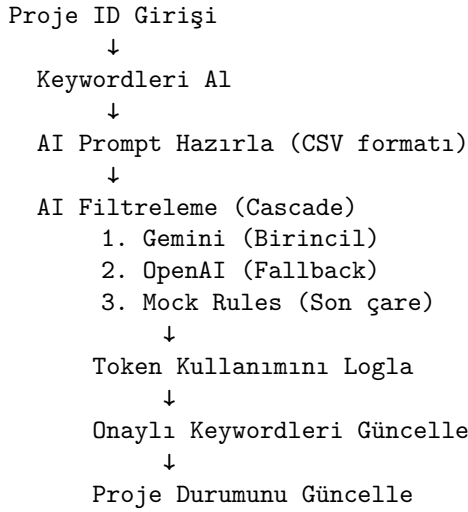 Proje ID Girişi
↓
Keywordleri Al
↓
AI Prompt Hazırla (CSV formatı)
↓
AI Filtreleme (Cascade)
1. Gemini (Birincil)
2. OpenAI (Fallback)
3. Mock Rules (Son çare)
↓
Token Kullanımını Logla
↓
Onaylı Keywordleri Güncelle
↓
Proje Durumunu Güncelle